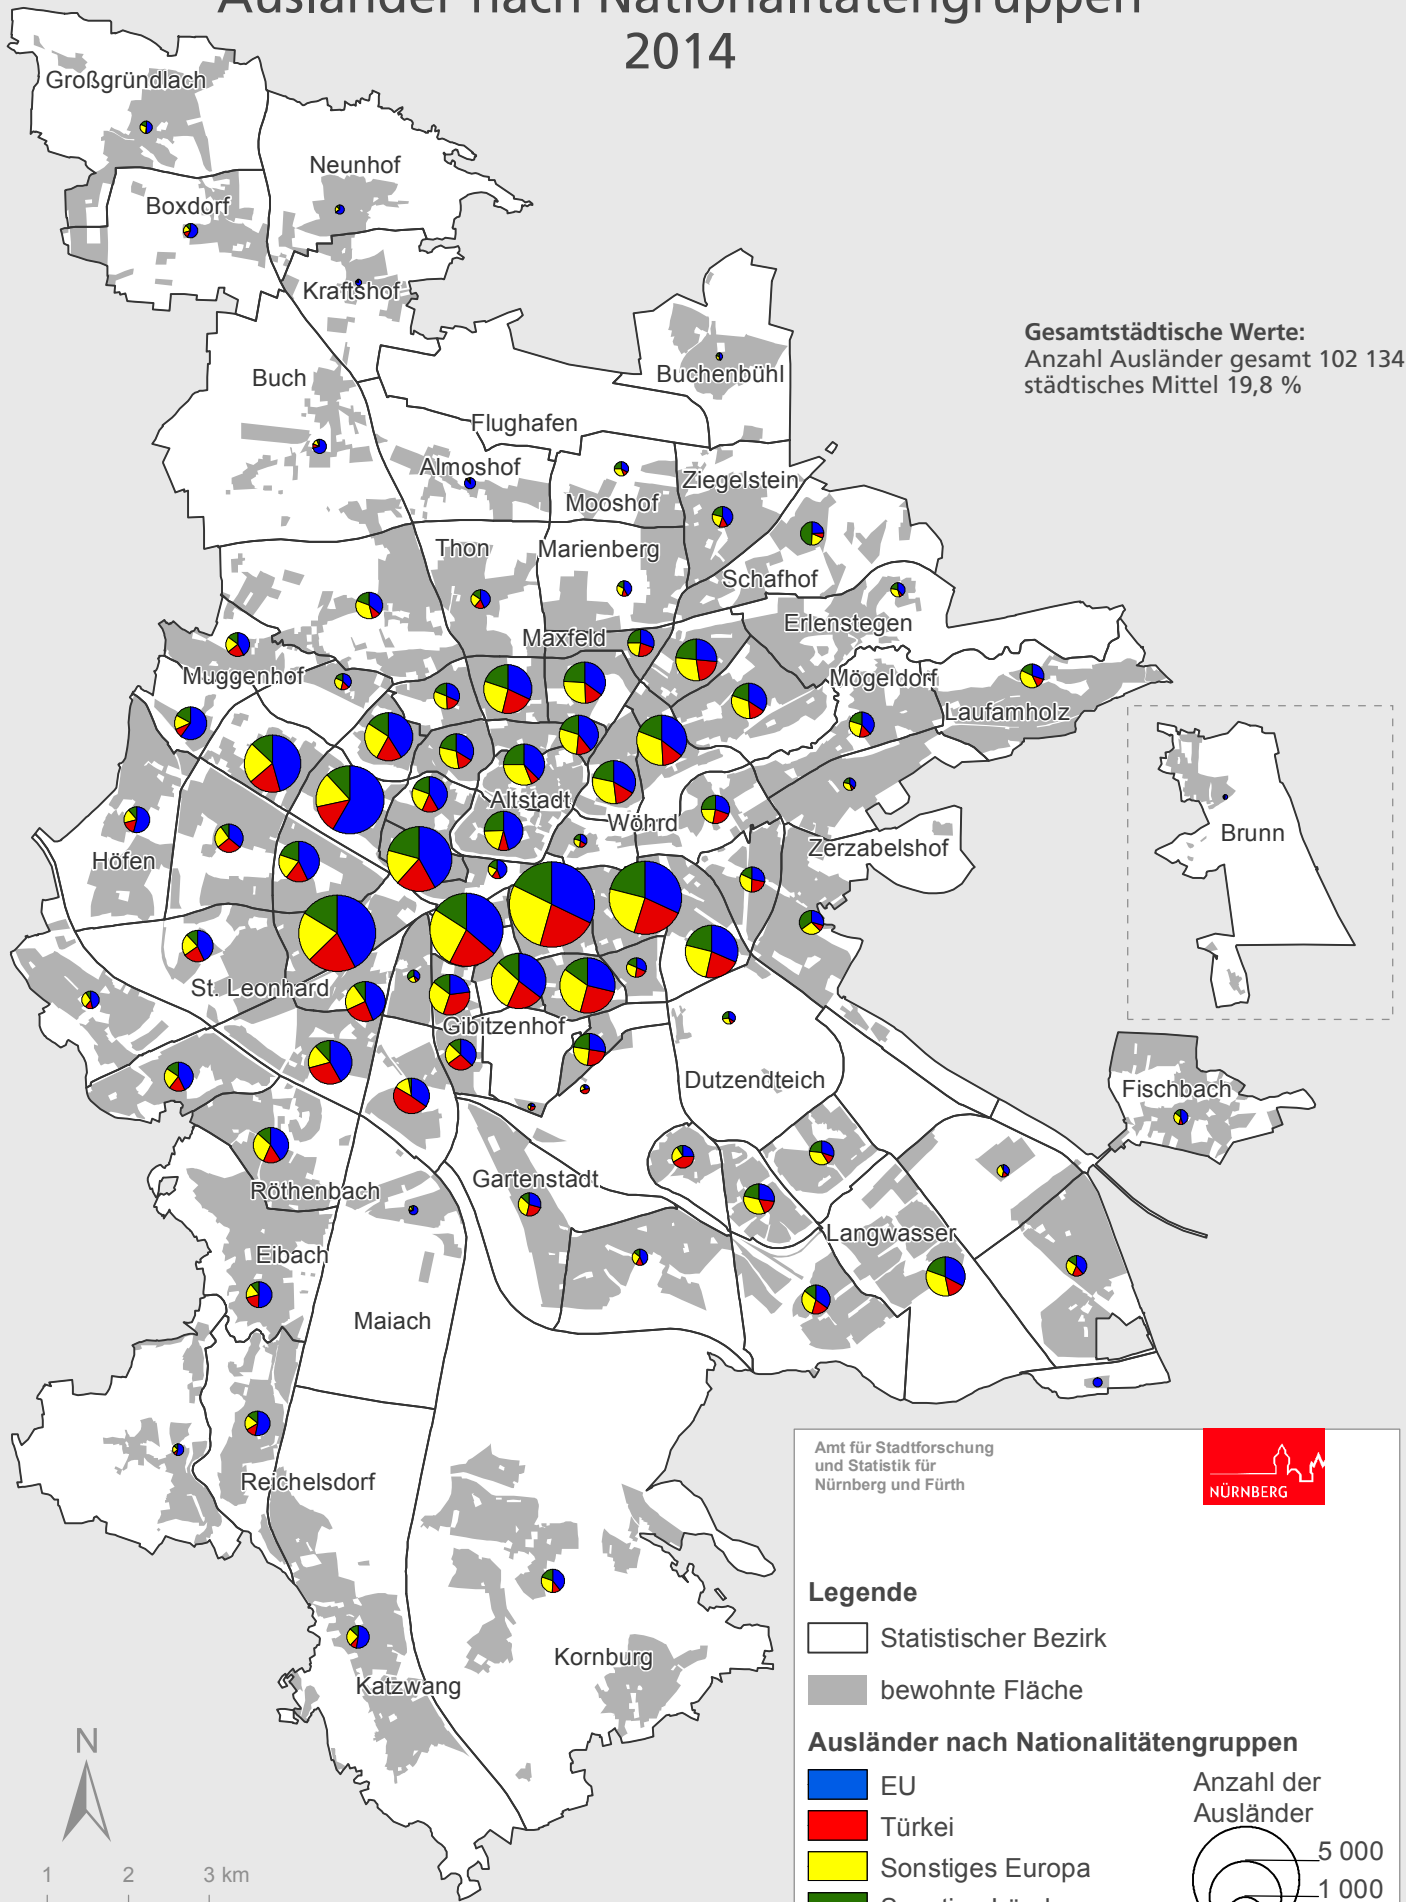 Ausländer nach Nationalitätengruppen
2014
Großgründlach
Neunhof
Boxdorf
Kraftshof
Gesamtstädtische Werte:
Anzahl Ausländer gesamt 102 134
städtisches Mittel 19,8 %
Buch
Buchenbühl
Flughafen
Almoshof
Mooshof
Ziegelstein
Thon
Marienberg
Schafhof
Erlenstegen
Maxfeld
Muggenhof
Mögeldorf
Laufamholz
Altstadt
Wöhrd
Brunn
Höfen
Zerzabelshof
St. Leonhard
Gibitzenhof
Dutzendteich
Fischbach
Röthenbach
Gartenstadt
Langwasser
Eibach
Maiach
Reichelsdorf
Kornburg
Katzwang
N
1 2 3 km
Amt für Stadtforschung
und Statistik für
Nürnberg und Fürth
NÜRNBERG
Legende
Statistischer Bezirk
bewohnte Fläche
Ausländer nach Nationalitätengruppen
EU
Türkei
Sonstiges Europa
Anzahl der
Ausländer
5 000
1 000